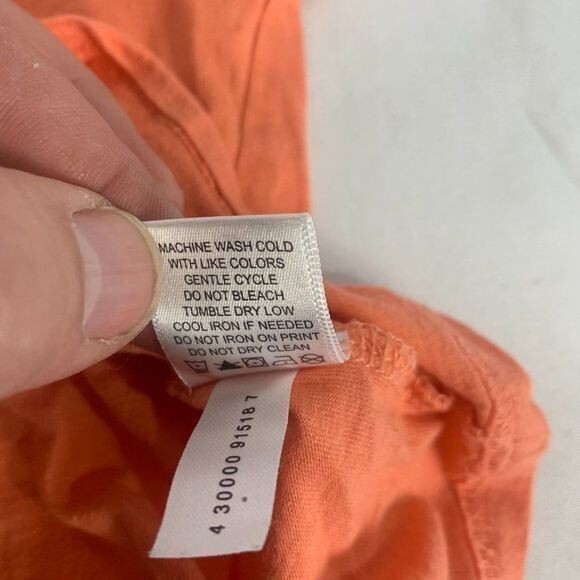 MACHINE WASH COLD
WITH LIKE COLORS
GENTLE CYCLE
DO NOT BLEACH
TUMBLE DRY LOW
COOL IRON IF NEEDED
DO NOT IRON ON PRINT
DO NOT DRY CLEAN
4 30000 91518 7